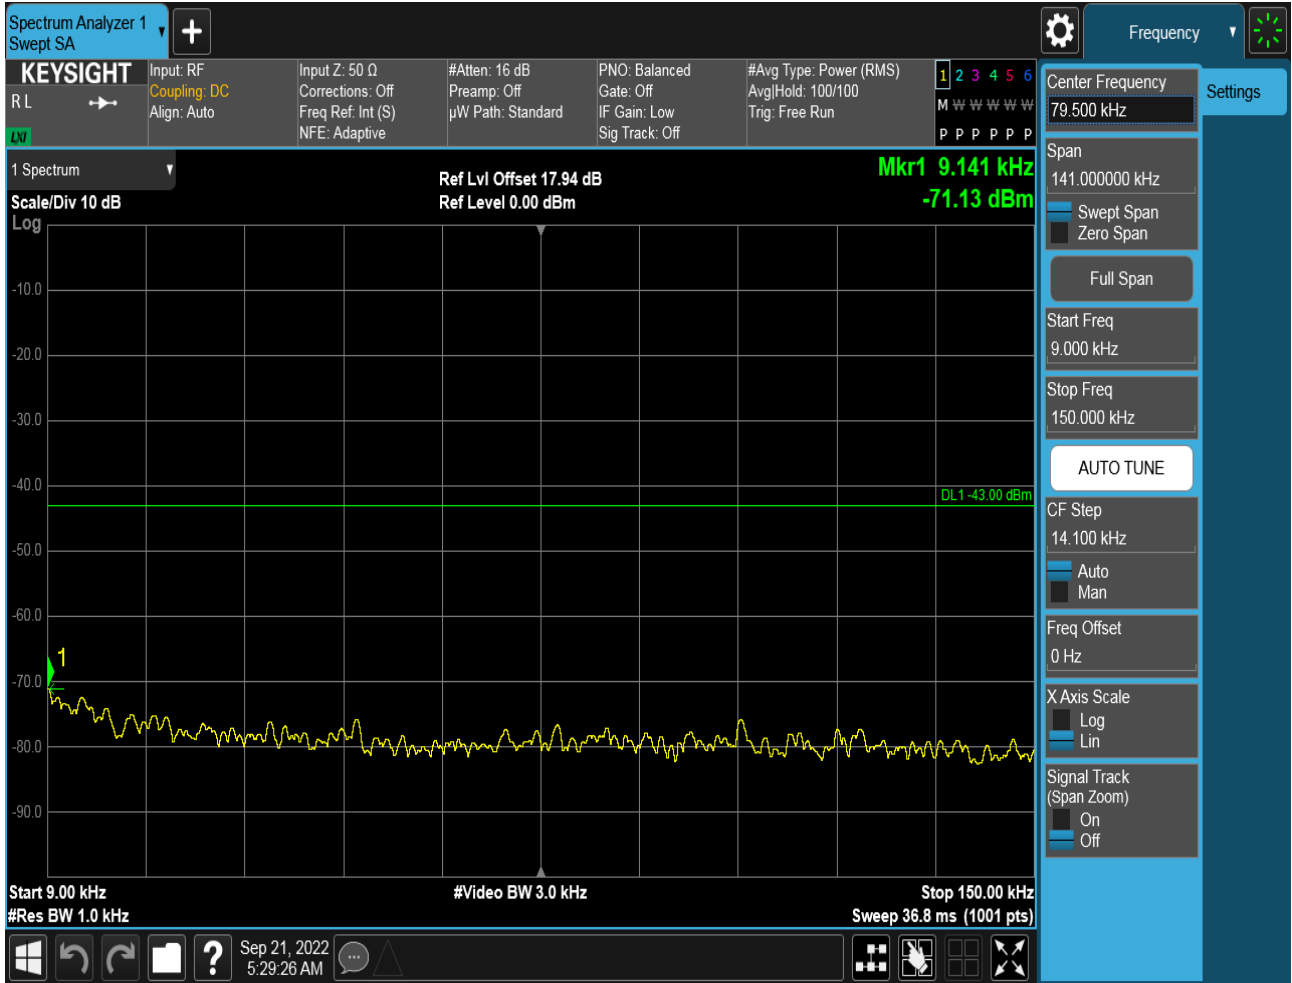 Spectrum Analyzer 1
Swept SA
+
Frequency
KEYSIGHT
R L
LXI
Input: RF
Coupling: DC
Align: Auto
Input Z: 50 Ω
Corrections: Off
Freq Ref: Int (S)
NFE: Adaptive
#Atten: 16 dB
Preamp: Off
µW Path: Standard
PNO: Balanced
Gate: Off
IF Gain: Low
Sig Track: Off
#Avg Type: Power (RMS)
Avg|Hold: 100/100
Trig: Free Run
1 2 3 4 5 6
M W W W W W
P P P P P P
1 Spectrum
Scale/Div 10 dB
Log
Ref Lvl Offset 17.94 dB
Ref Level 0.00 dBm
Mkr1 9.141 kHz
-71.13 dBm
-10.0
-20.0
-30.0
-40.0
DL1 -43.00 dBm
-50.0
-60.0
1
-70.0
-80.0
-90.0
Start 9.00 kHz
#Video BW 3.0 kHz
Stop 150.00 kHz
#Res BW 1.0 kHz
Sweep 36.8 ms (1001 pts)
?
Sep 21, 2022
5:29:26 AM
Center Frequency
79.500 kHz
Settings
Span
141.000000 kHz
Swept Span
Zero Span
Full Span
Start Freq
9.000 kHz
Stop Freq
150.000 kHz
AUTO TUNE
CF Step
14.100 kHz
Auto
Man
Freq Offset
0 Hz
X Axis Scale
Log
Lin
Signal Track
(Span Zoom)
On
Off